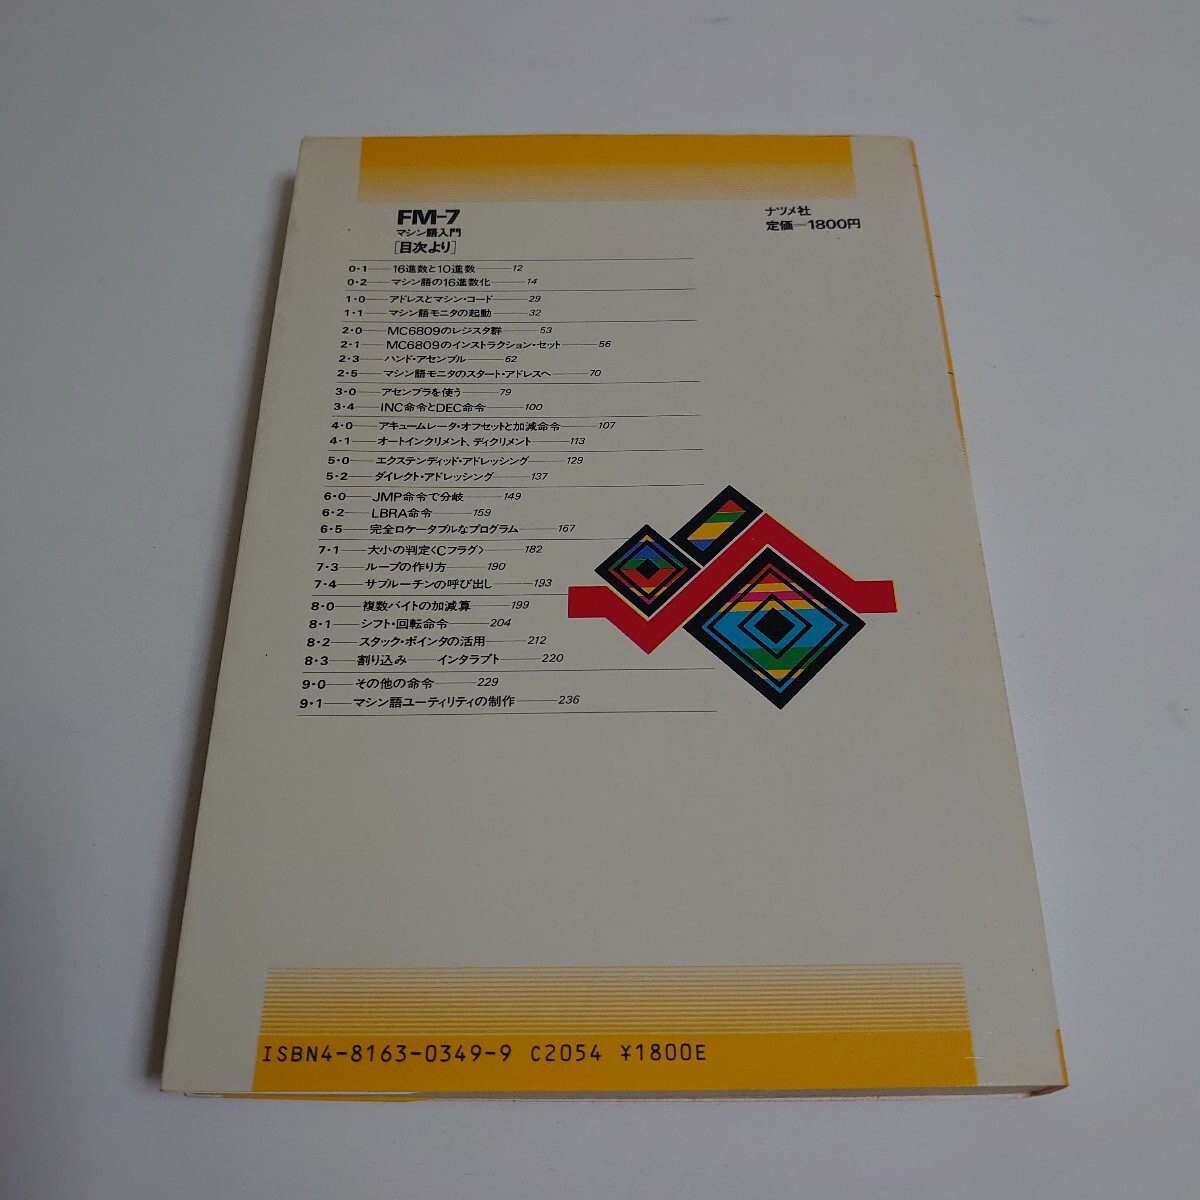 FM-7
マシン語入門
[目次より]
ナツメ社
定価—1800円
0・1——16進数と10進数——12
0・2——マシン語の16進数化——14
1・0——アドレスとマシン・コード——29
1・1——マシン語モニタの起動——32
2・0——MC6809のレジスタ群——53
2・1——MC6809のインストラクション・セット——56
2・3——ハンド・アセンブル——62
2・5——マシン語モニタのスタート・アドレスへ——70
3・0——アセンブラを使う——79
3・4——INC命令とDEC命令——100
4・0——アキュームレータ・オフセットと加減命令——107
4・1——オートインクリメント、ディクリメント——113
5・0——エクステンディッド・アドレッシング——129
5・2——ダイレクト・アドレッシング——137
6・0——JMP命令で分岐——149
6・2——LBRA命令——159
6・5——完全ロケータブルなプログラム——167
7・1——大小の判定〈Cフラグ〉——182
7・3——ループの作り方——190
7・4——サブルーチンの呼び出し——193
8・0——複数バイトの加減算——199
8・1——シフト・回転命令——204
8・2——スタック・ポインタの活用——212
8・3——割り込み——インタラプト——220
9・0——その他の命令——229
9・1——マシン語ユーティリティの制作——236
ISBN4-8163-0349-9 C2054 ¥1800E